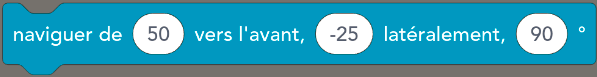 naviguer de 50 vers l'avant, -25 latéralement, 90 °